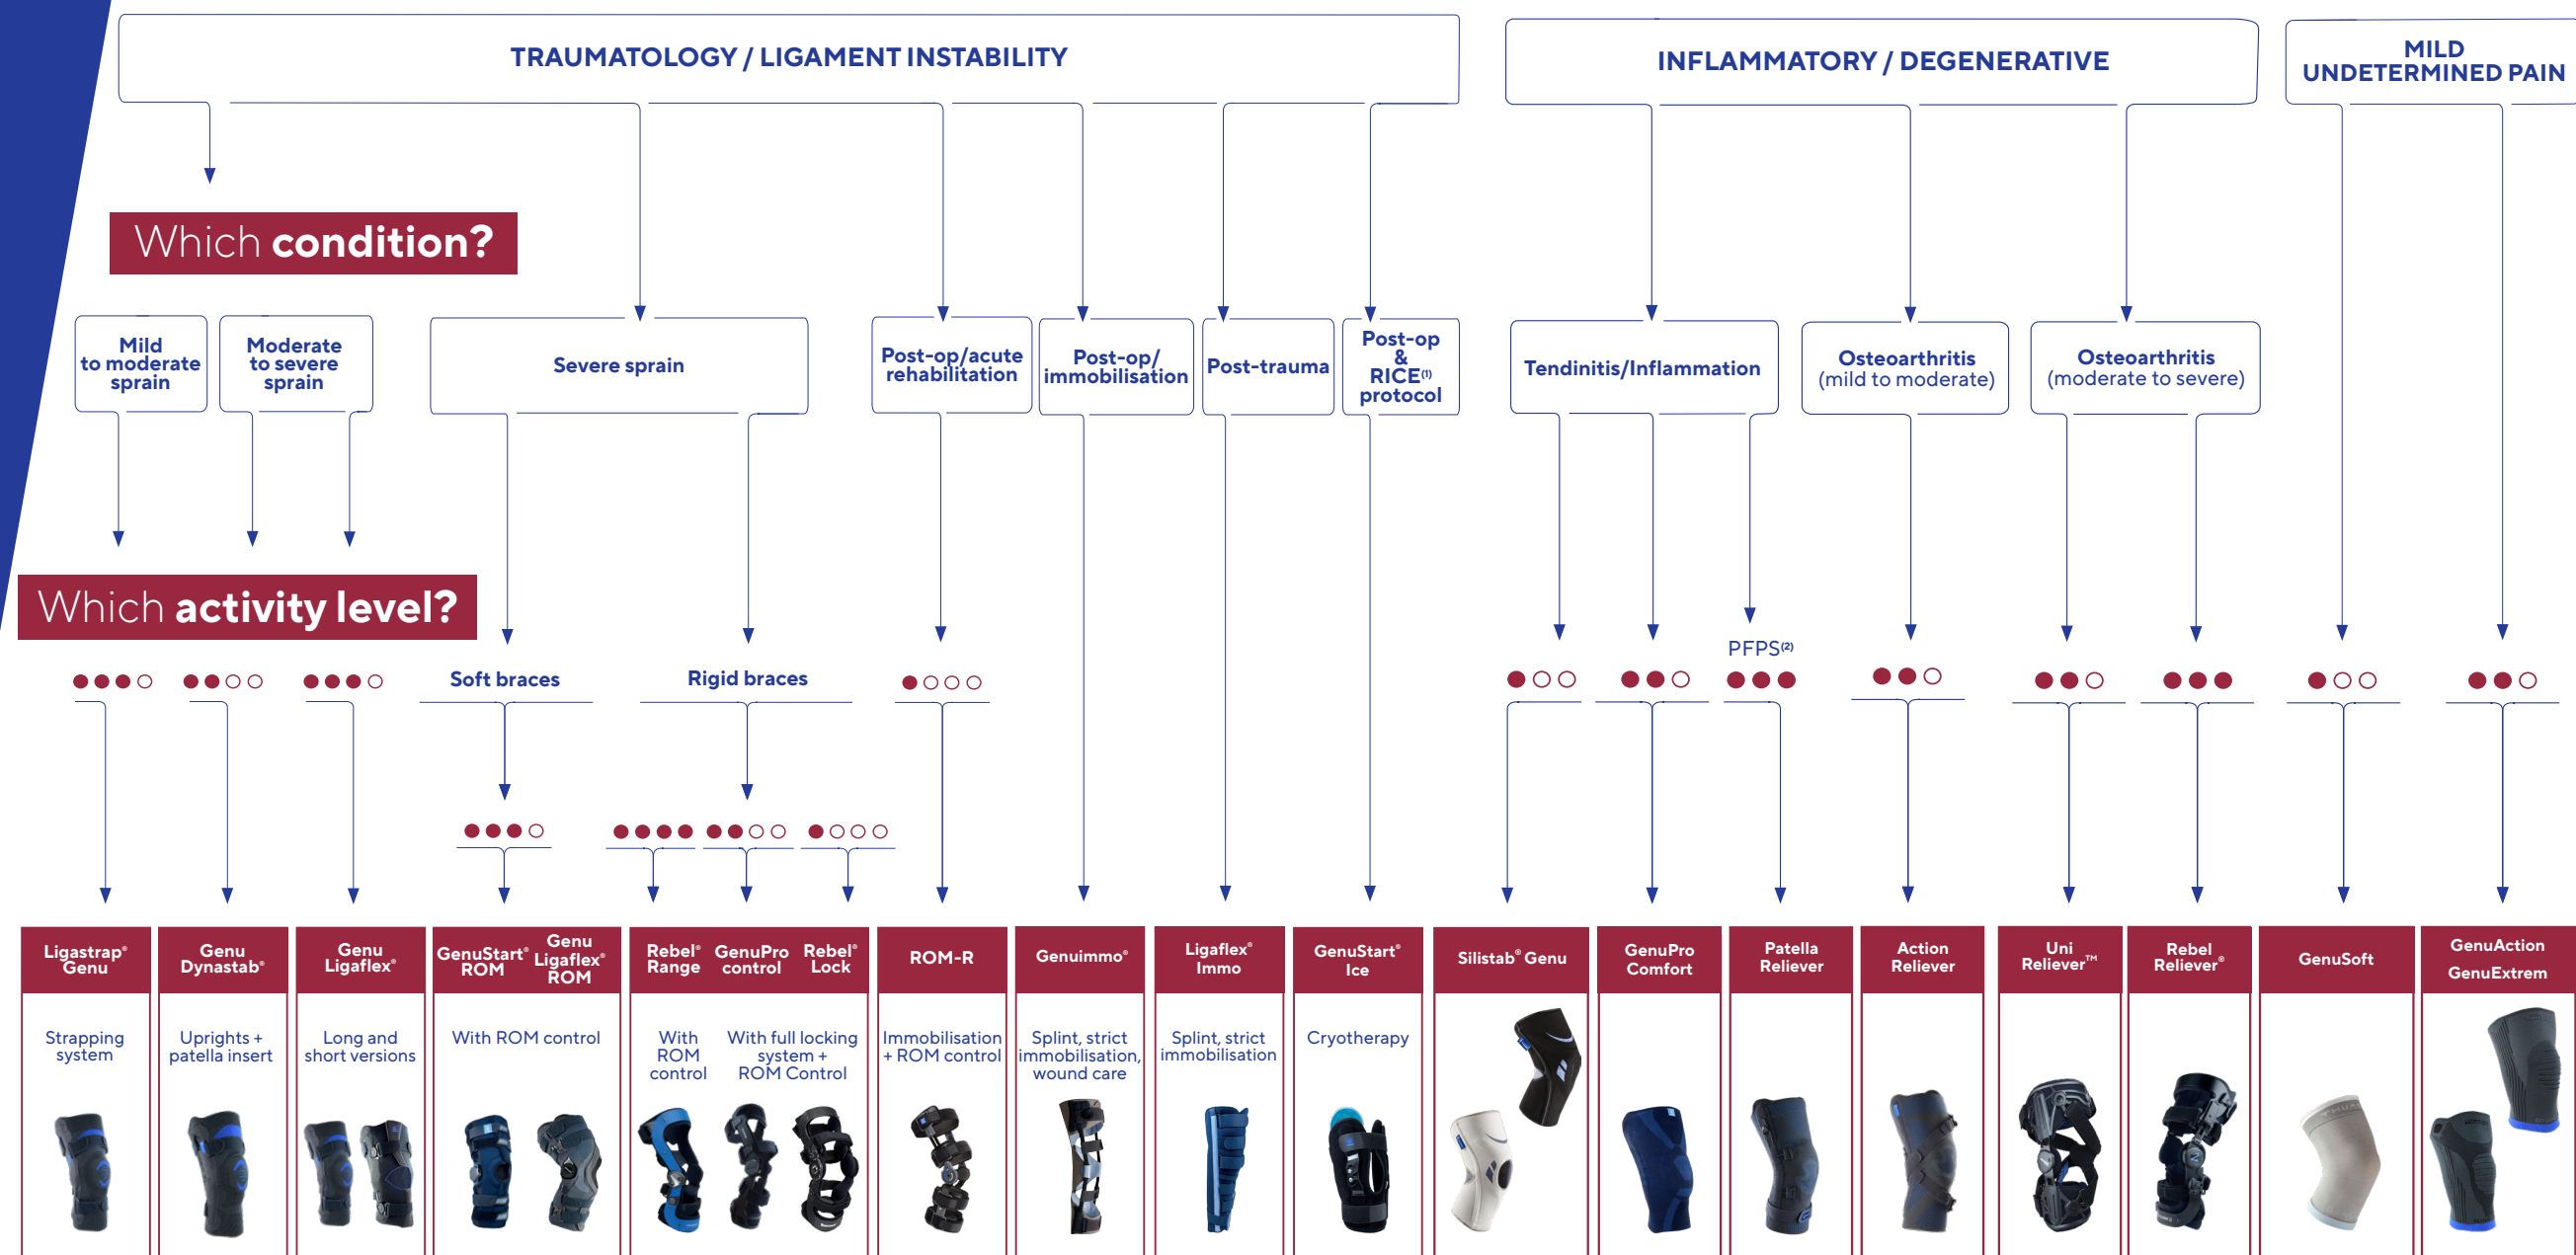 TRAUMATOLOGY / LIGAMENT INSTABILITY
INFLAMMATORY / DEGENERATIVE
MILD
UNDETERMINED PAIN
Which condition?
Mild
to moderate
sprain
Moderate
to severe
sprain
Severe sprain
Post-op/acute
rehabilitation
Post-op/
immobilisation
Post-trauma
Post-op
&
RICE(1)
protocol
Tendinitis/Inflammation
Osteoarthritis
(mild to moderate)
Osteoarthritis
(moderate to severe)
Which activity level?
Soft braces
Rigid braces
PFPS(2)
Ligastrap®
Genu
Genu
Dynastab®
Genu
Ligaflex®
GenuStart®
ROM
Genu
Ligaflex®
ROM
Rebel®
Range
GenuPro
control
Rebel®
Lock
ROM-R
Genuimmo®
Ligaflex®
Immo
GenuStart®
Ice
Silistab® Genu
GenuPro
Comfort
Patella
Reliever
Action
Reliever
Uni
Reliever™
Rebel
Reliever®
GenuSoft
GenuAction
GenuExtrem
Strapping
system
Uprights +
patella insert
Long and
short versions
With ROM control
With
ROM
control
With full locking
system +
ROM Control
Immobilisation
+ ROM control
Splint, strict
immobilisation,
wound care
Splint, strict
immobilisation
Cryotherapy